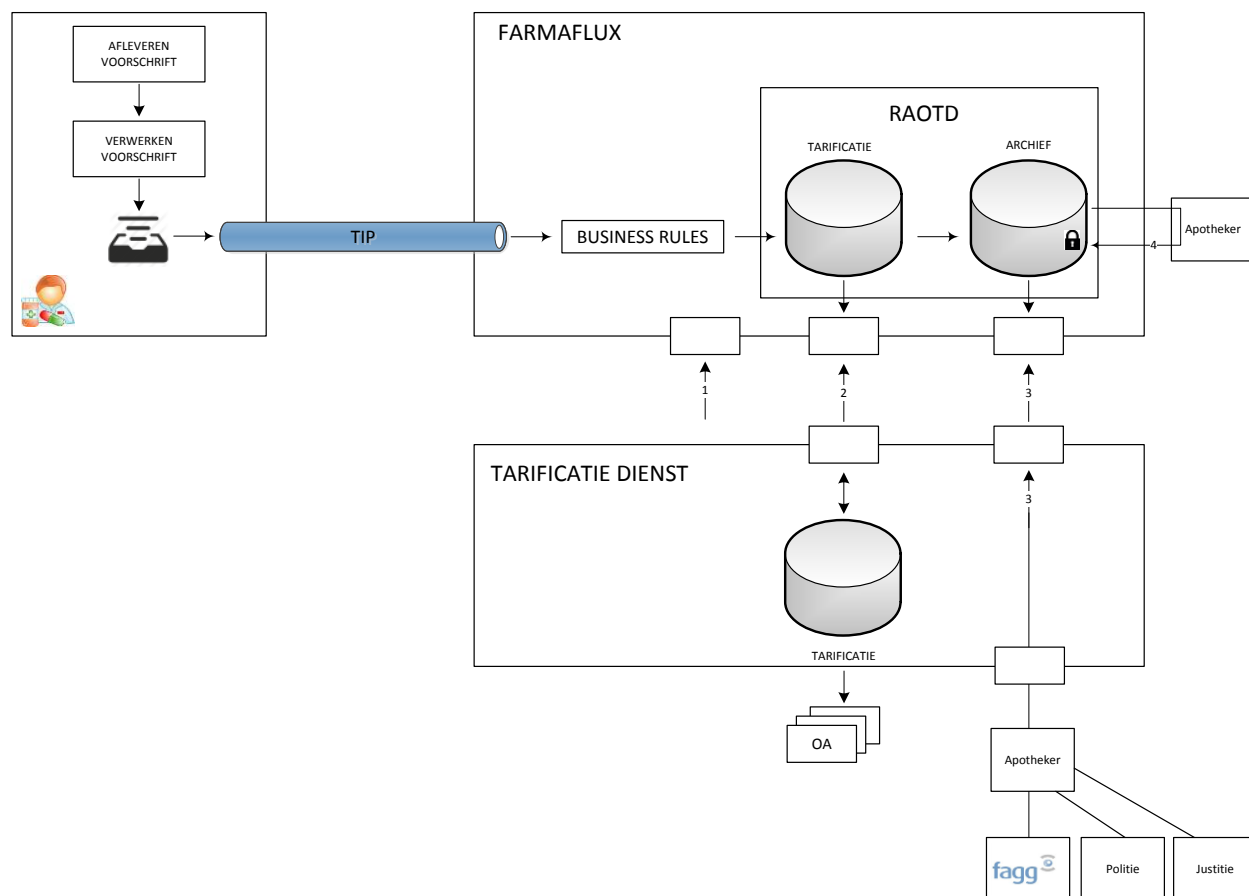 AFLEVEREN
VOORSCHRIFT
VERWERKEN
VOORSCHRIFT
TIP
FARMAFLUX
BUSINESS RULES
RAOTD
TARIFICATIE
ARCHIEF
Apotheker
4
1
2
3
TARIFICATIE DIENST
3
TARIFICATIE
OA
Apotheker
fagg
Politie
Justitie